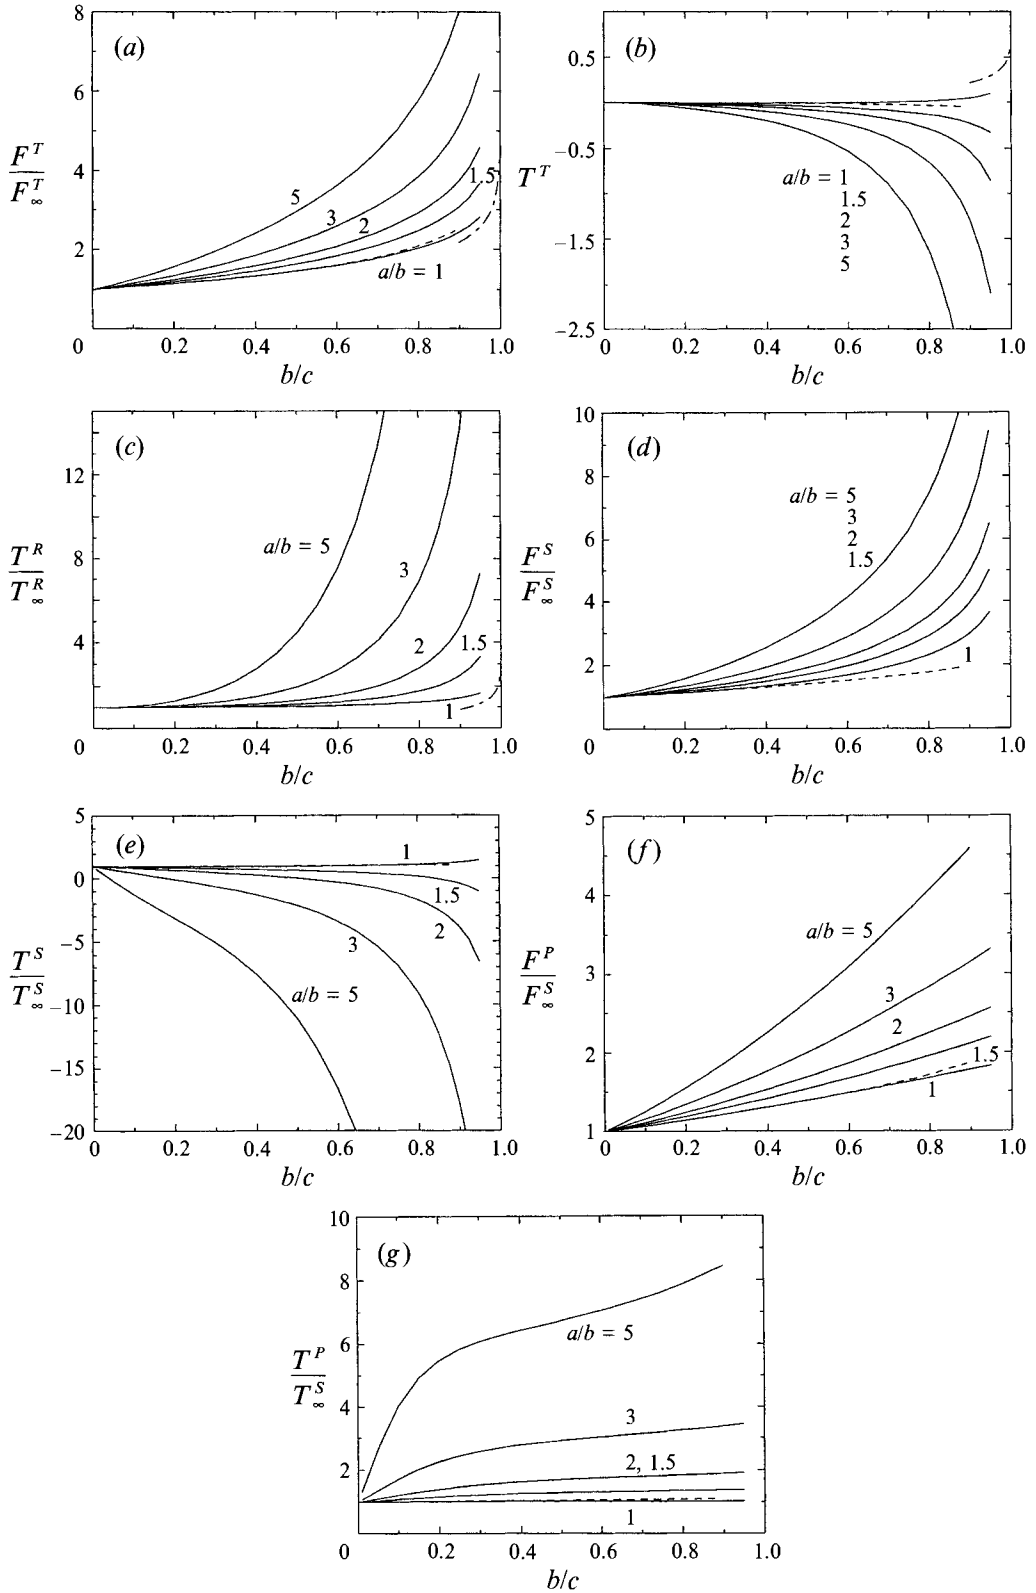 (a)
8
6
4
2
0
F^T
F^T_∞
5
3
2
1.5
a/b = 1
0.2 0.4 0.6 0.8 1.0
b/c
(b)
0.5
−0.5
−1.5
−2.5
T^T
a/b = 1
1.5
2
3
5
0 0.2 0.4 0.6 0.8 1.0
b/c
(c)
12
8
4
T^R
T^R_∞
a/b = 5
3
2
1.5
1
0 0.2 0.4 0.6 0.8 1.0
b/c
(d)
10
8
6
4
2
F^S
F^S_∞
a/b = 5
3
2
1.5
1
0 0.2 0.4 0.6 0.8 1.0
b/c
(e)
5
0
−5
−10
−15
−20
T^S
T^S_∞
1
1.5
2
3
a/b = 5
0 0.2 0.4 0.6 0.8 1.0
b/c
(f)
5
4
3
2
1
F^P
F^S_∞
a/b = 5
3
2
1.5
1
0 0.2 0.4 0.6 0.8 1.0
b/c
(g)
10
8
6
4
2
T^P
T^S_∞
a/b = 5
3
2, 1.5
1
0 0.2 0.4 0.6 0.8 1.0
b/c